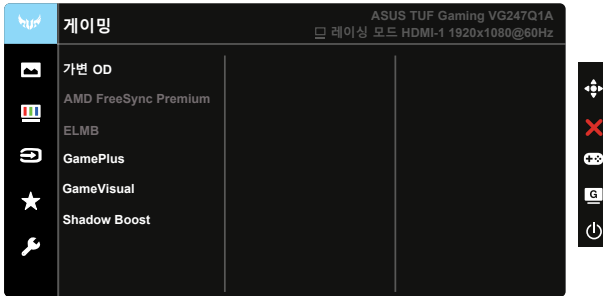 게이밍
ASUS TUF Gaming VG247Q1A
레이싱 모드 HDMI-1 1920x1080@60Hz
가변 OD
AMD FreeSync Premium
ELMB
GamePlus
GameVisual
Shadow Boost
G